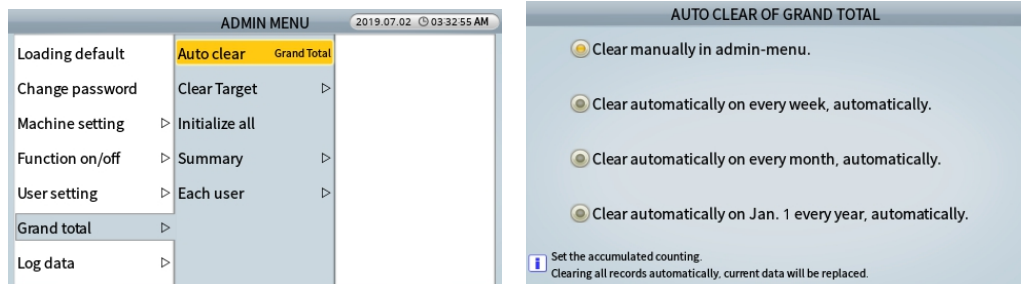 ADMIN MENU
2019.07.02 03:32:55 AM
Loading default
Change password
Machine setting
Function on/off
User setting
Grand total
Log data
Auto clear Grand Total
Clear Target
Initialize all
Summary
Each user
AUTO CLEAR OF GRAND TOTAL
Clear manually in admin-menu.
Clear automatically on every week, automatically.
Clear automatically on every month, automatically.
Clear automatically on Jan. 1 every year, automatically.
i Set the accumulated counting.
Clearing all records automatically, current data will be replaced.